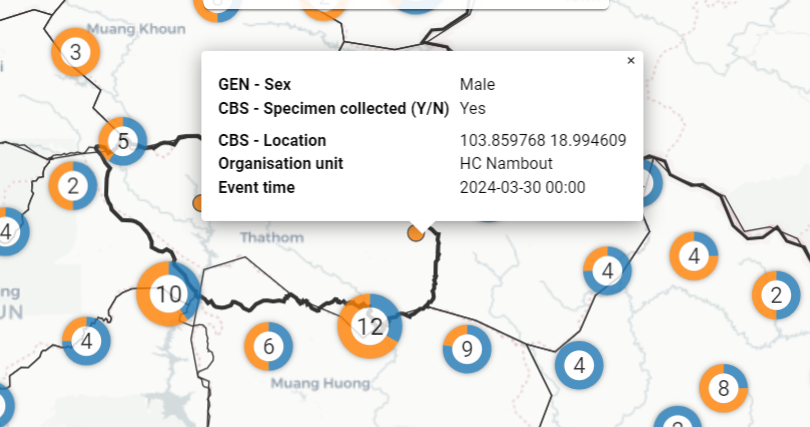 Muang Khoun
3
×
GEN - Sex Male
CBS - Specimen collected (Y/N) Yes
CBS - Location 103.859768 18.994609
Organisation unit HC Nambout
Event time 2024-03-30 00:00
5
2
4
Thathom
4
4
2
10
12
4
6
9
4
Muang Huong
8
ng
UN
i